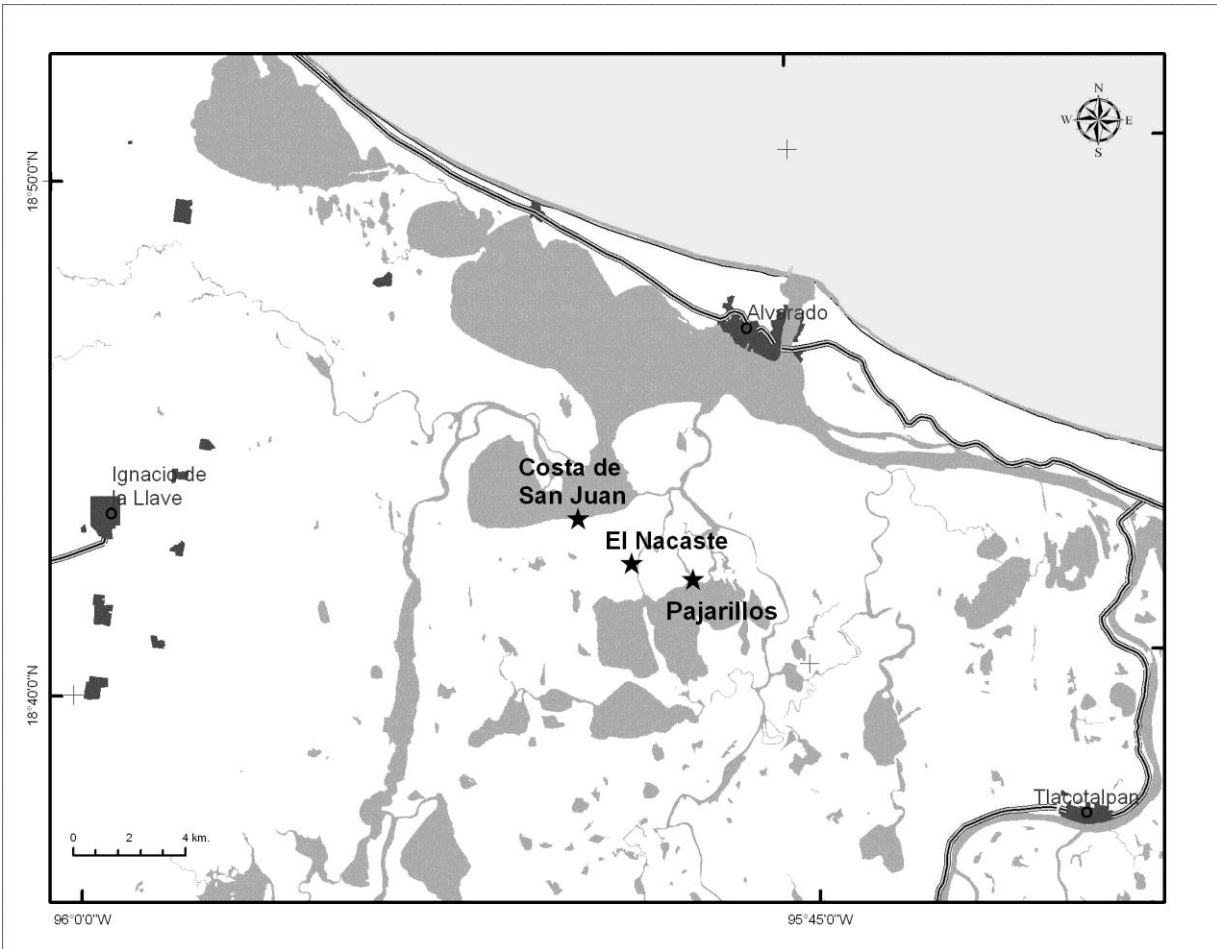 N
W E
S
18°50'0"N
Alvarado
Ignacio de
la Llave
Costa de
San Juan
El Nacaste
Pajarillos
18°40'0"N
Tlacotalpan
0 2 4 km.
96°0'0"W
95°45'0"W